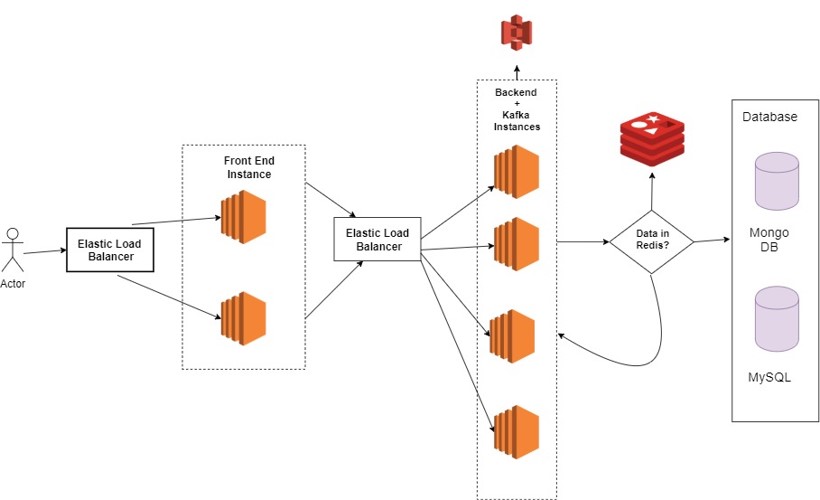 Actor
Elastic Load
Balancer
Front End
Instance
Elastic Load
Balancer
Backend
+
Kafka
Instances
Data in
Redis?
Database
Mongo
DB
MySQL